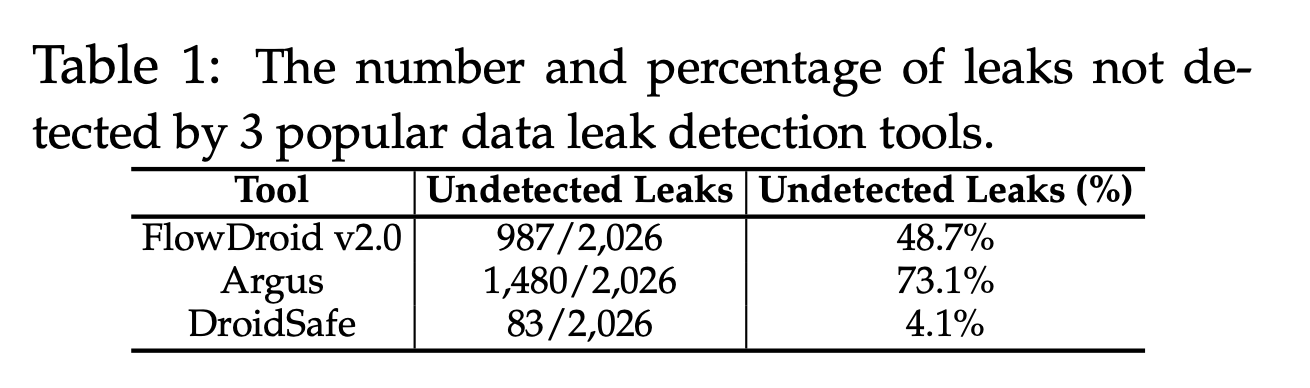 Table 1: The number and percentage of leaks not de-
tected by 3 popular data leak detection tools.
Tool Undetected Leaks Undetected Leaks (%)
FlowDroid v2.0 987/2,026 48.7%
Argus 1,480/2,026 73.1%
DroidSafe 83/2,026 4.1%